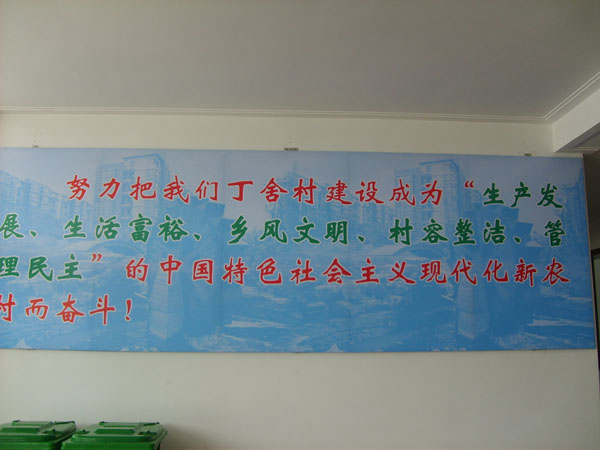 努力把我们丁舍村建设成为“生产发
展、生活富裕、乡风文明、村容整洁、管
理民主”的中国特色社会主义现代化新农
村而奋斗！